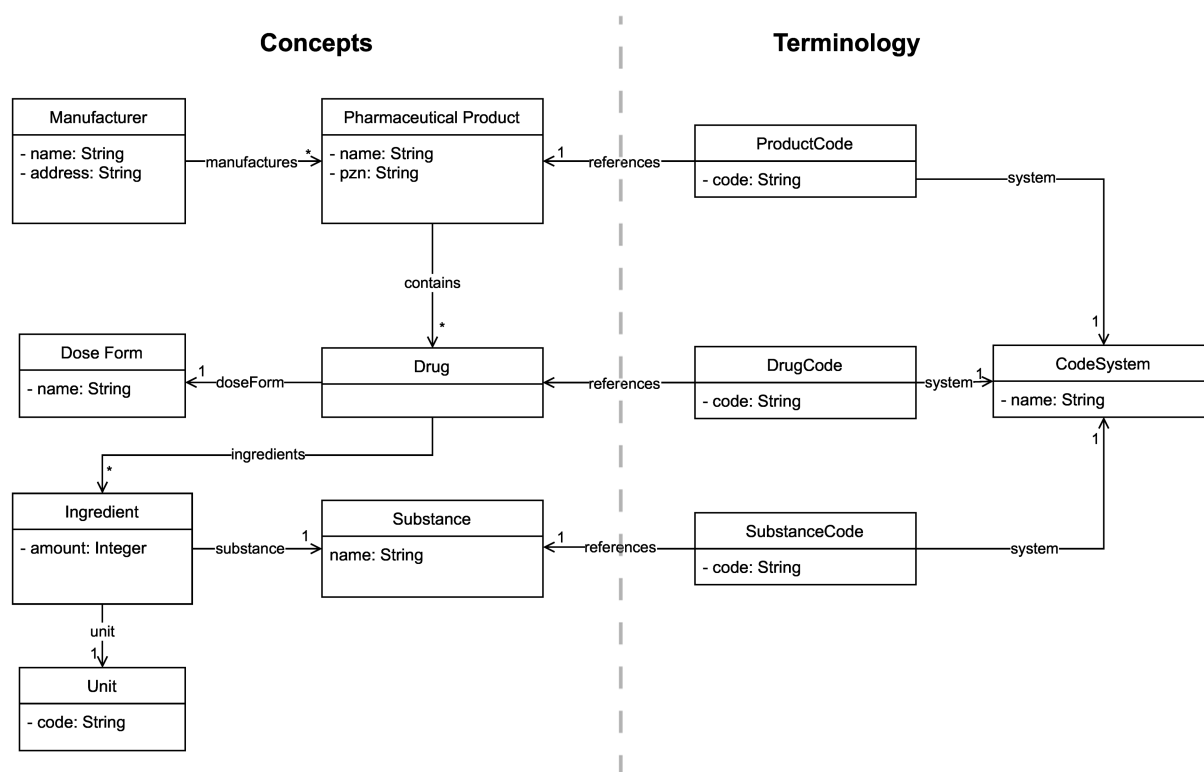 Concepts
Terminology
Manufacturer
- name: String
- address: String
manufactures
*
Pharmaceutical Product
- name: String
- pzn: String
1
references
ProductCode
- code: String
system
1
contains
*
Dose Form
- name: String
1
doseForm
Drug
references
DrugCode
- code: String
system
1
CodeSystem
- name: String
1
ingredients
*
Ingredient
- amount: Integer
substance
1
Substance
name: String
1
references
SubstanceCode
- code: String
system
unit
1
Unit
- code: String